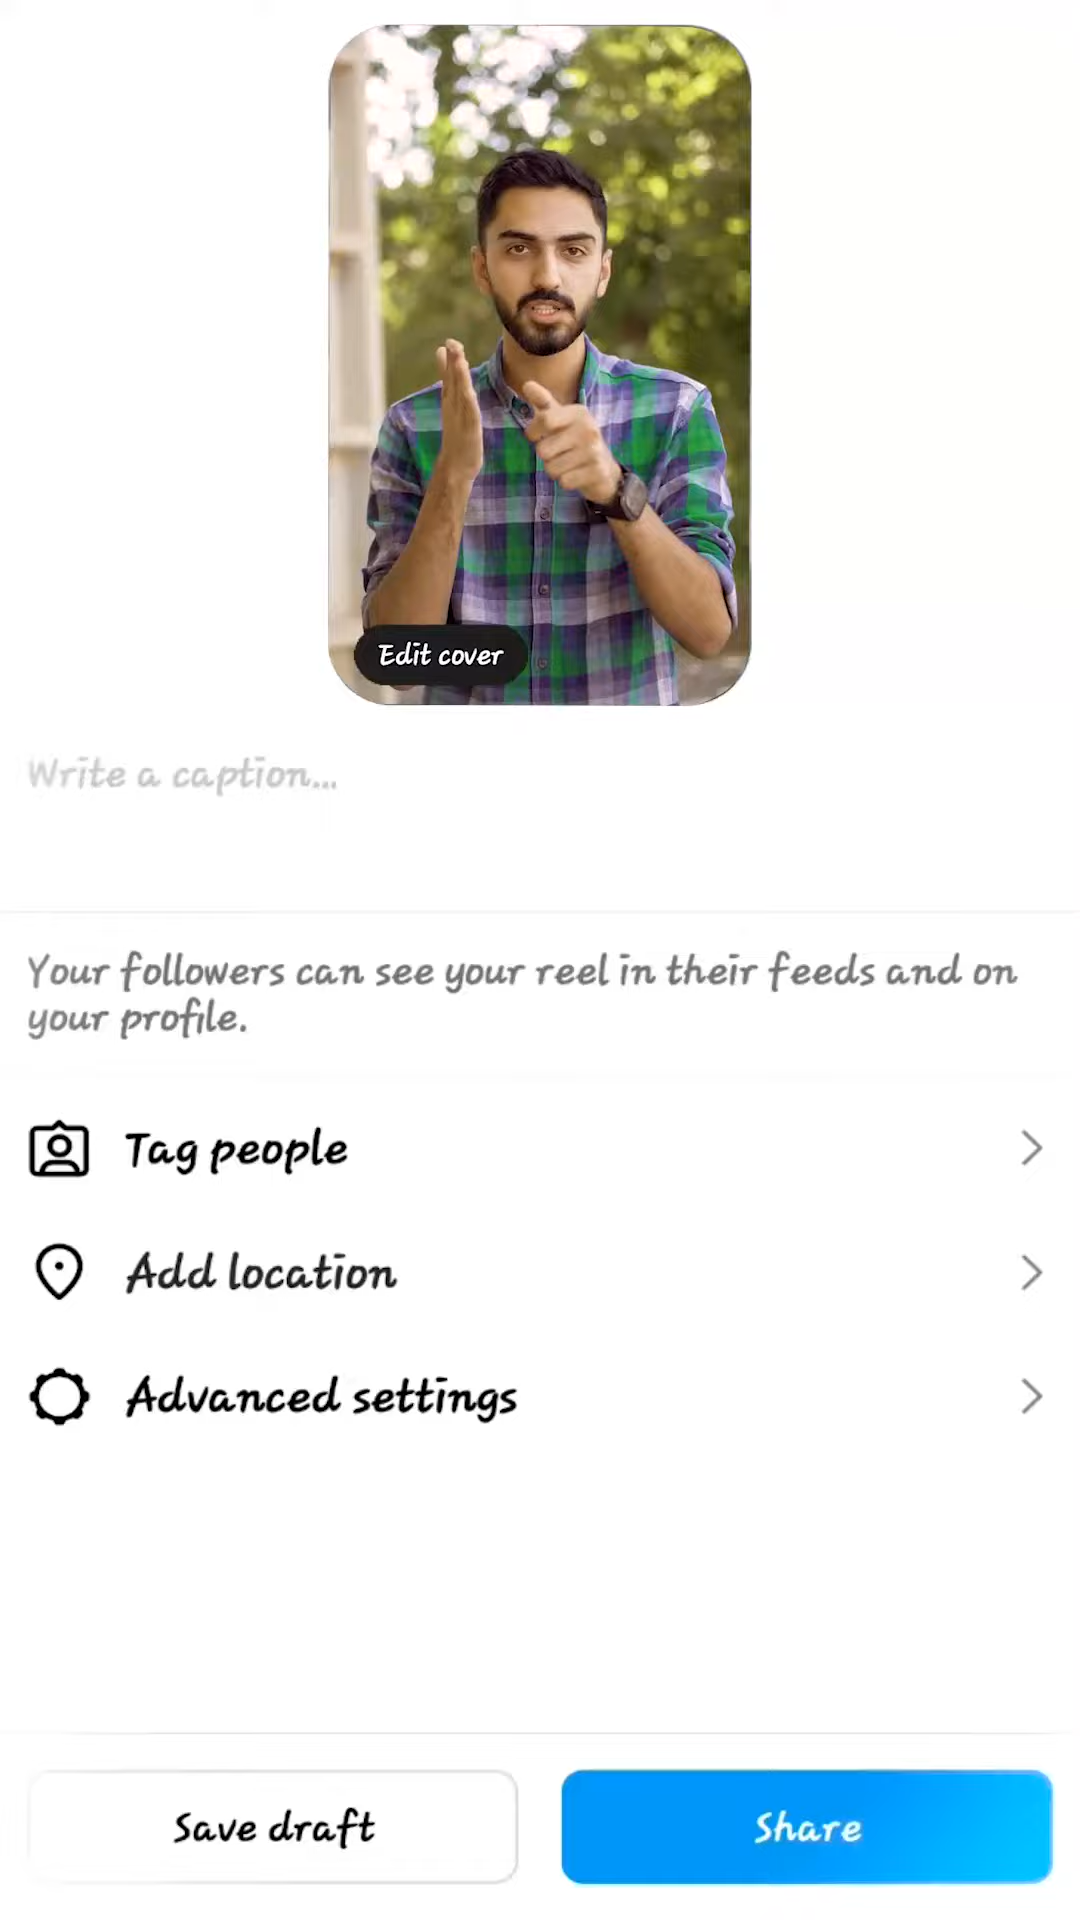 Edit cover
Write a caption...
Your followers can see your reel in their feeds and on
your profile.
Tag people
Add location
Advanced settings
Save draft
Share